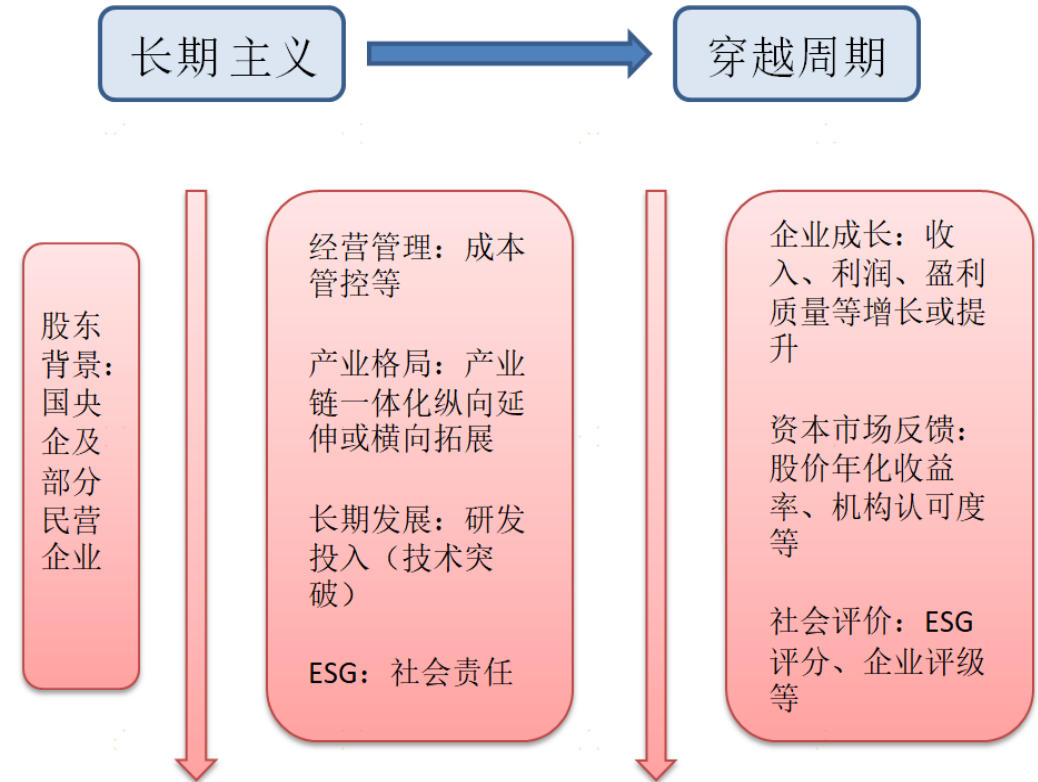 长期主义
穿越周期
股东
背景：
国央
企及
部分
民营
企业
经营管理：成本
管控等
产业格局：产业
链一体化纵向延
伸或横向拓展
长期发展：研发
投入（技术突
破）
ESG：社会责任
企业成长：收
入、利润、盈利
质量等增长或提
升
资本市场反馈：
股价年化收益
率、机构认可度
等
社会评价：ESG
评分、企业评级
等